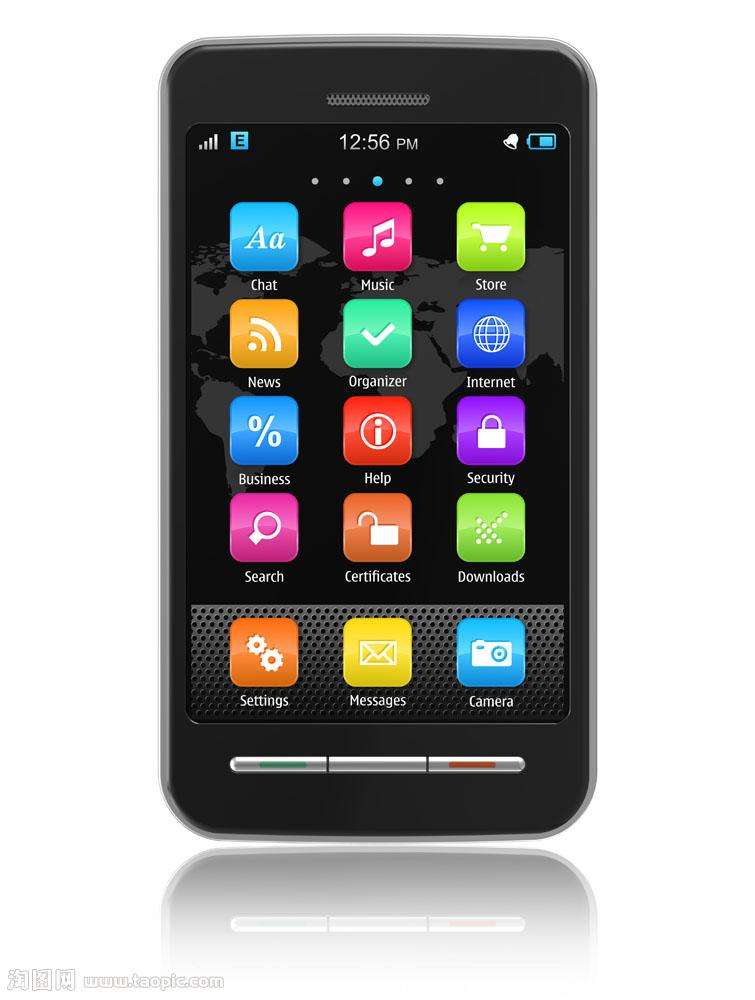 E 12:56 PM
Aa
Chat Music Store
News Organizer Internet
%
Business Help Security
Search Certificates Downloads
Settings Messages Camera
淘图网 www.taopic.com